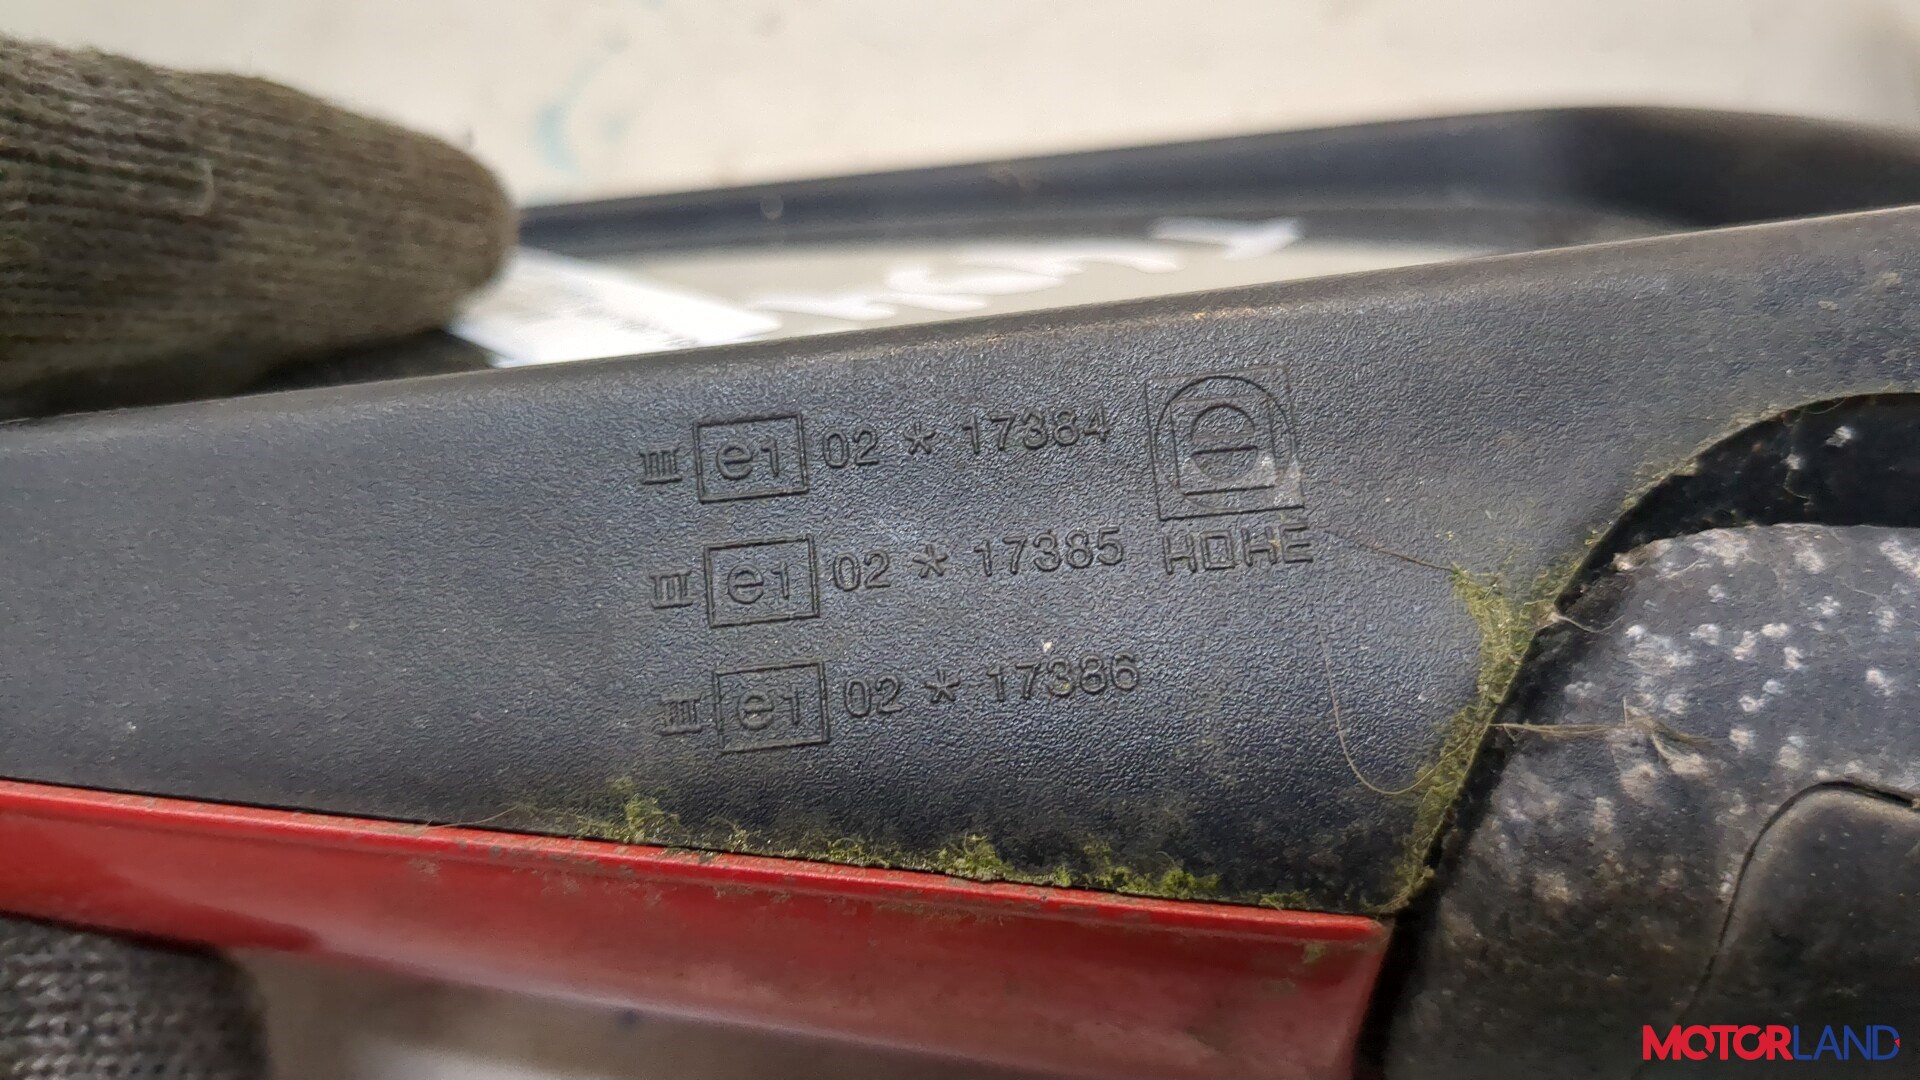 III e1 02 * 17384
III e1 02 * 17385 HOHE
III e1 02 * 17386
MOTORLAND